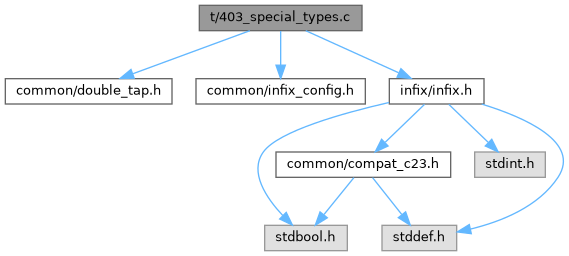 t/403_special_types.c
common/double_tap.h
common/infix_config.h
infix/infix.h
common/compat_c23.h
stdint.h
stdbool.h
stddef.h